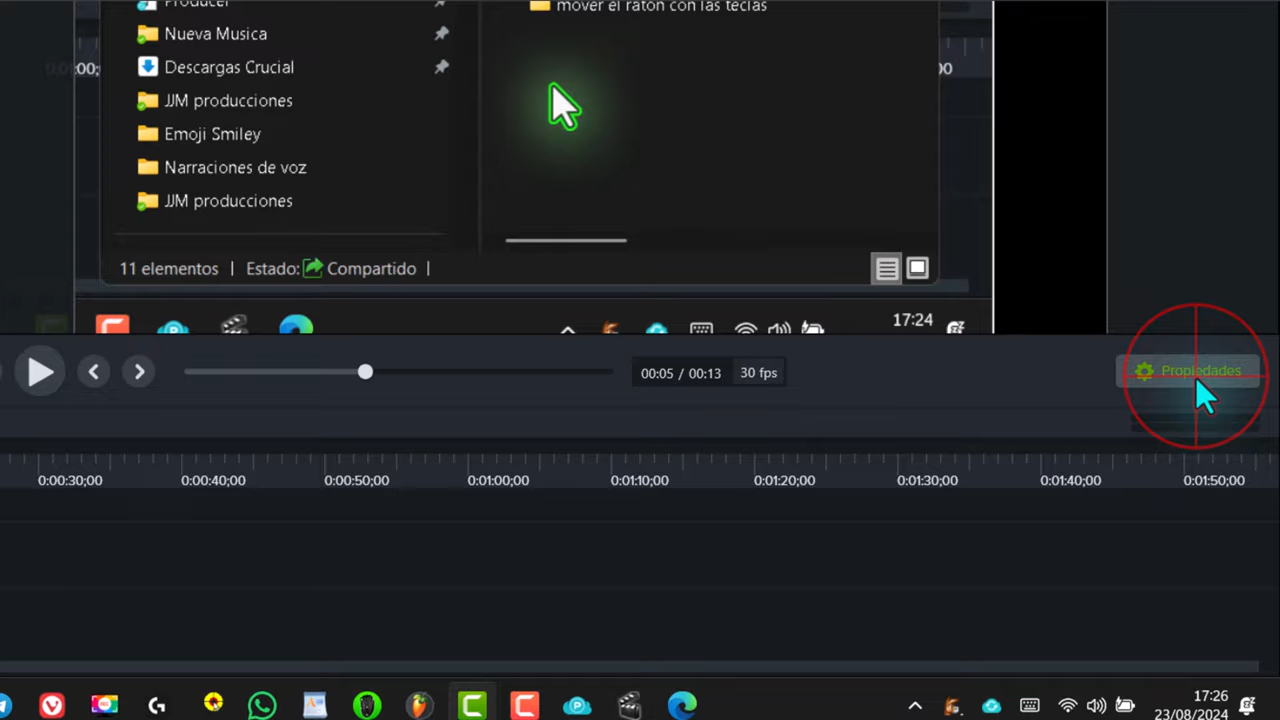 Producer
mover el ratón con las teclas
Nueva Musica
Descargas Crucial
JJM producciones
Emoji Smiley
Narraciones de voz
JJM producciones
11 elementos | Estado: Compartido |
17:24
00:05 / 00:13 30 fps
Propiedades
0:00:30;00 0:00:40;00 0:00:50;00 0:01:00;00 0:01:10;00 0:01:20;00 0:01:30;00 0:01:40;00 0:01:50;00
17:26
23/08/2024